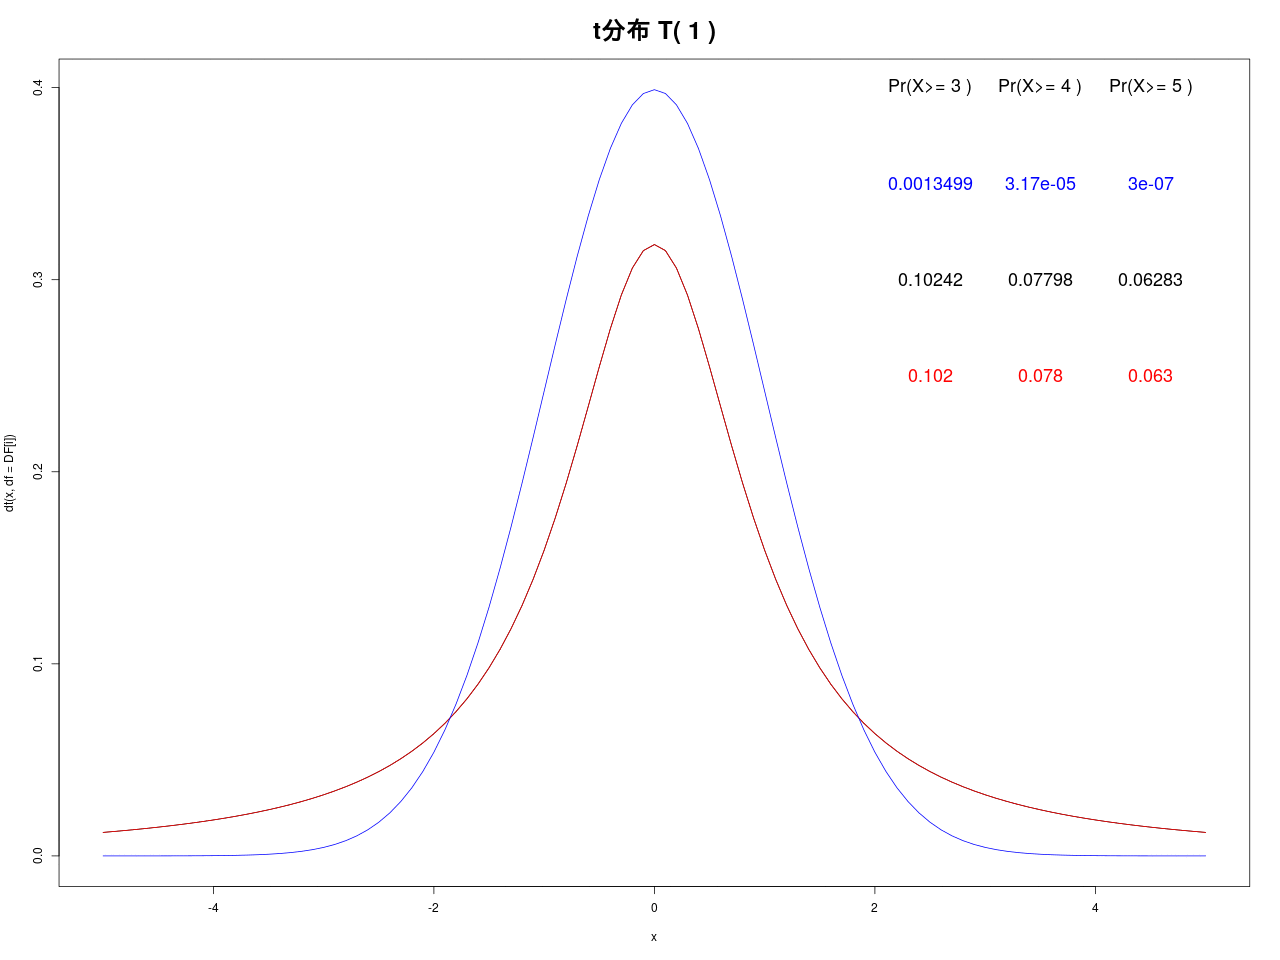 t分布 T( 1 )
Pr(X>= 3 ) Pr(X>= 4 ) Pr(X>= 5 )
0.0013499 3.17e-05 3e-07
0.10242 0.07798 0.06283
0.102 0.078 0.063
dt(x, df = DF[i])
0.4
0.3
0.2
0.1
0.0
-4 -2 0 2 4
x